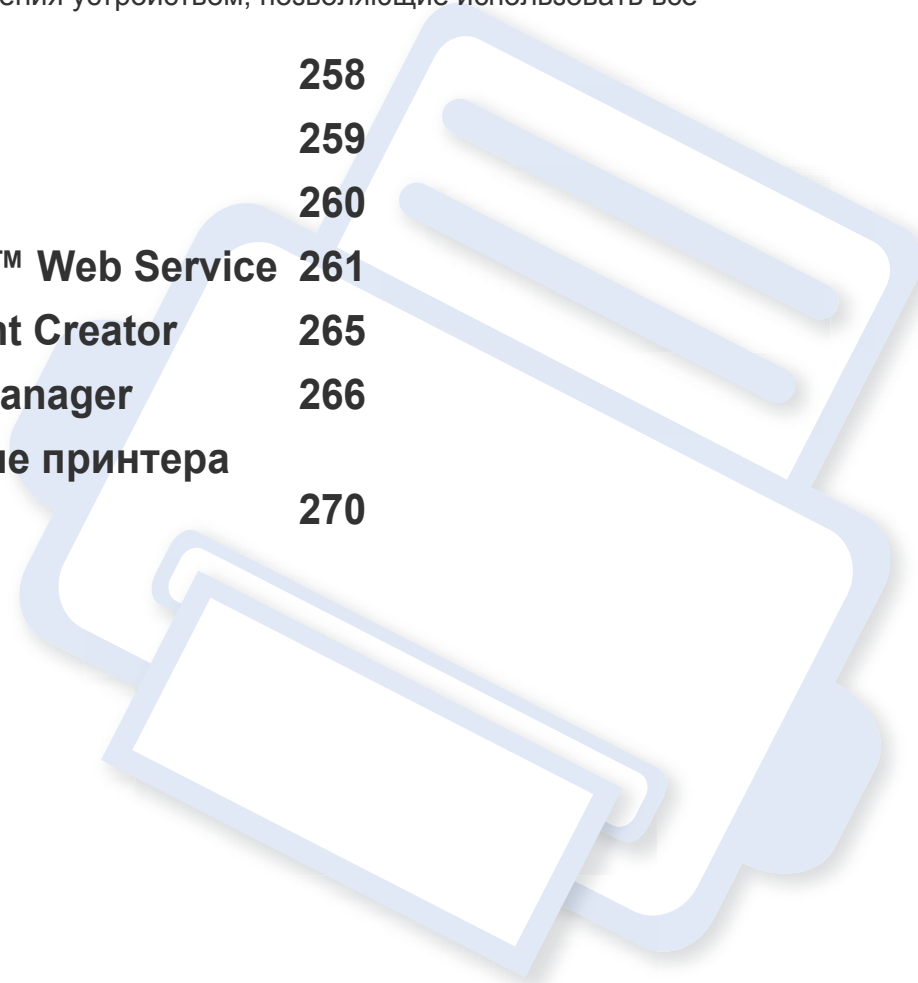 ения устройством, позволяющие использовать все
258
259
260
™ Web Service 261
nt Creator 265
anager 266
ие принтера
270